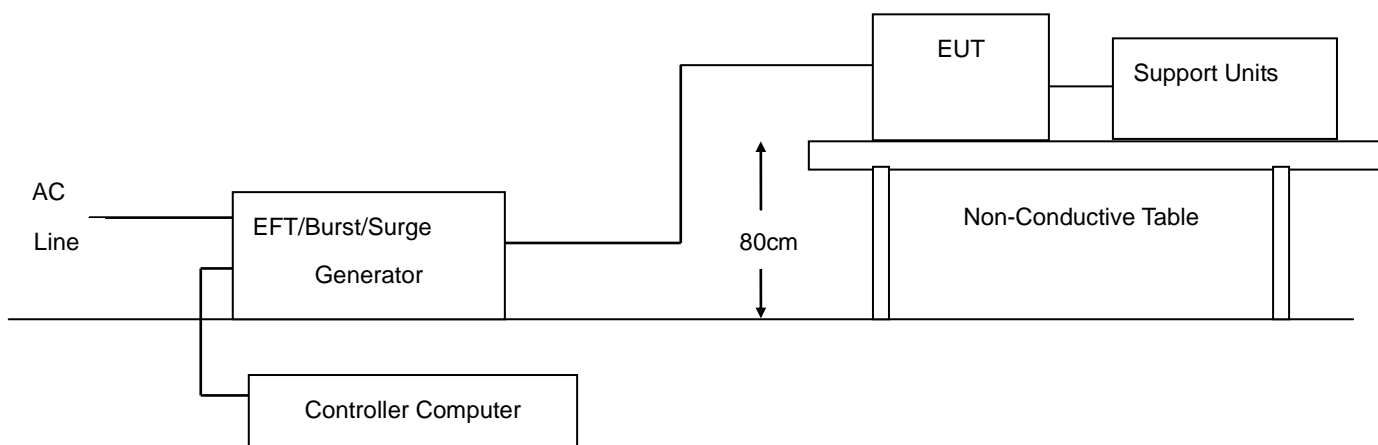 EUT
Support Units
AC
Line
EFT/Burst/Surge
Generator
80cm
Non-Conductive Table
Controller Computer